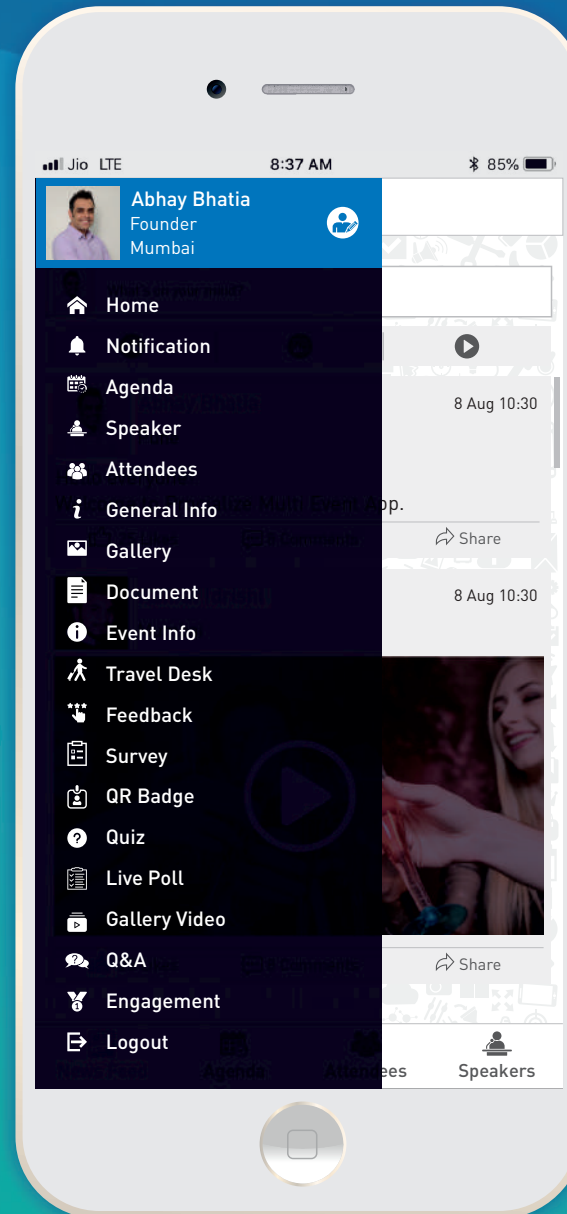 Jio LTE 8:37 AM 85%
Abhay Bhatia
Founder
Mumbai
Home
Notification
Agenda
8 Aug 10:30
Speaker
Attendees
General Info
pp.
Gallery
Share
Document
8 Aug 10:30
Event Info
Travel Desk
Feedback
Survey
QR Badge
Quiz
Live Poll
Gallery Video
Q&A
Share
Engagement
Logout
Attendees
Speakers